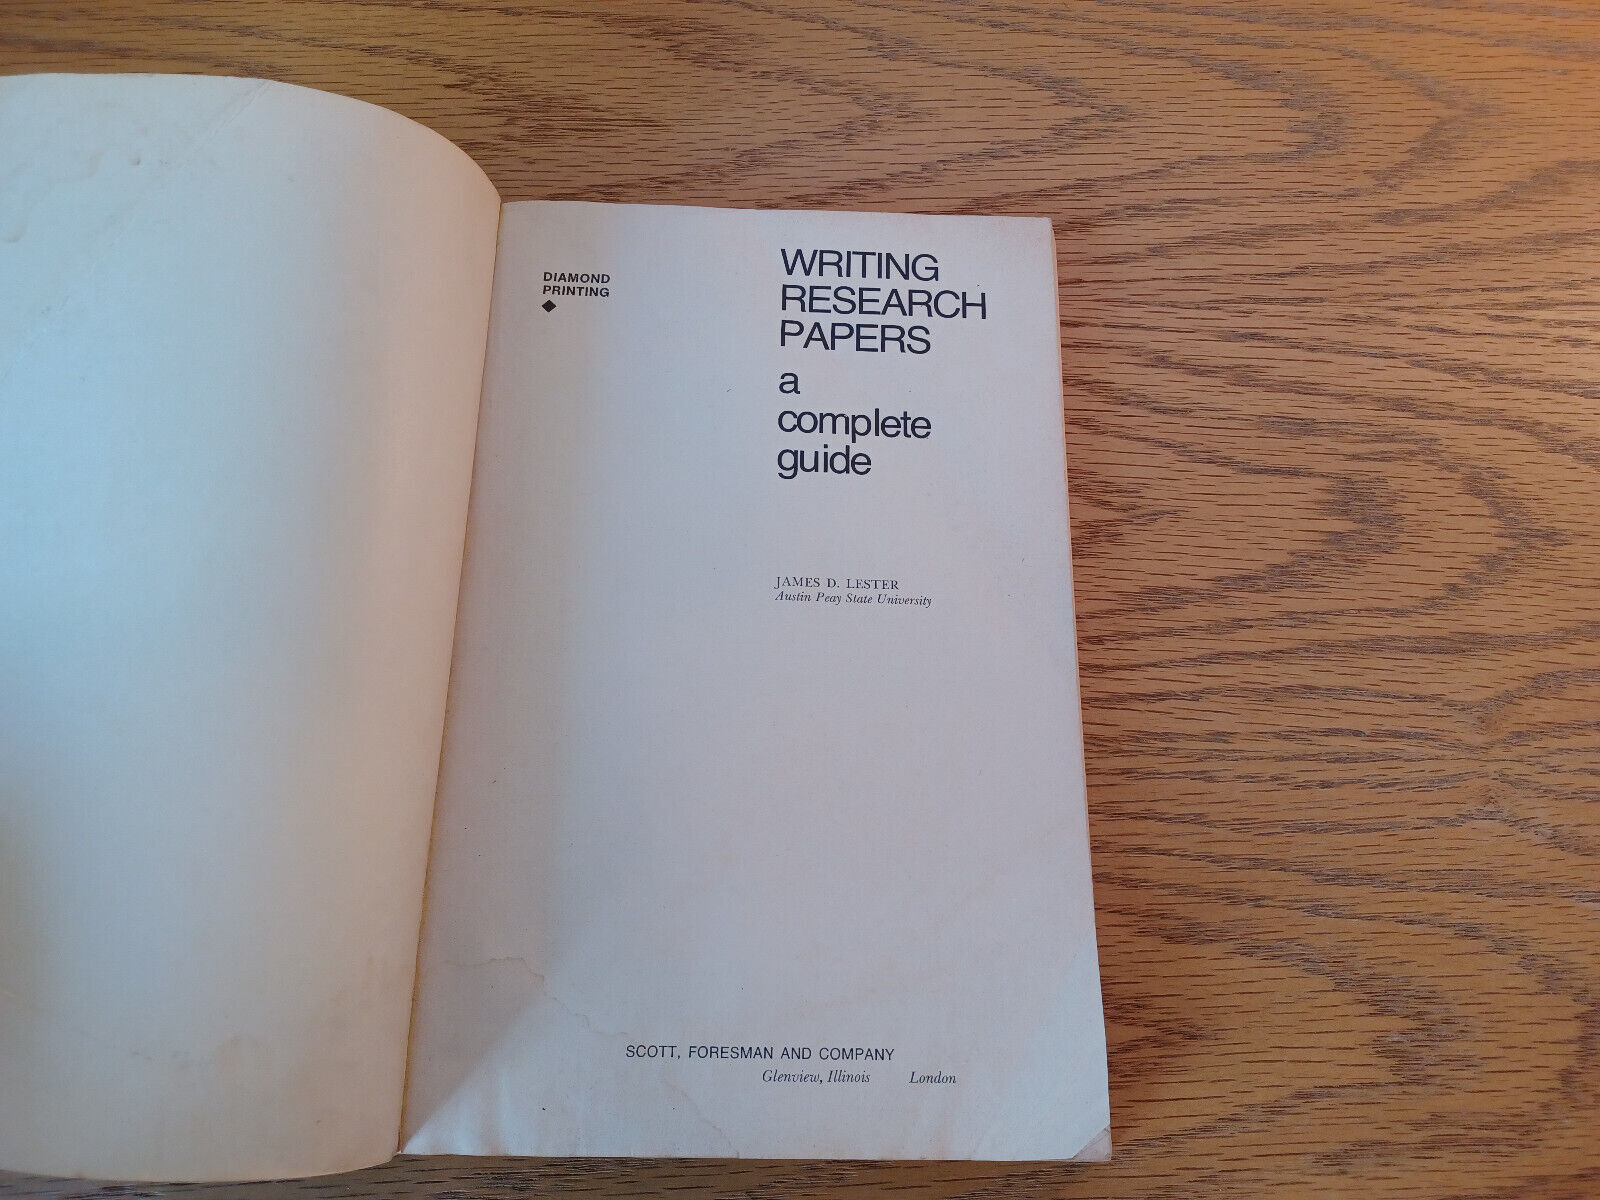 DIAMOND
PRINTING
WRITING
RESEARCH
PAPERS
a
complete
guide
JAMES D. LESTER
Austin Peay State University
SCOTT, FORESMAN AND COMPANY
Glenview, Illinois London